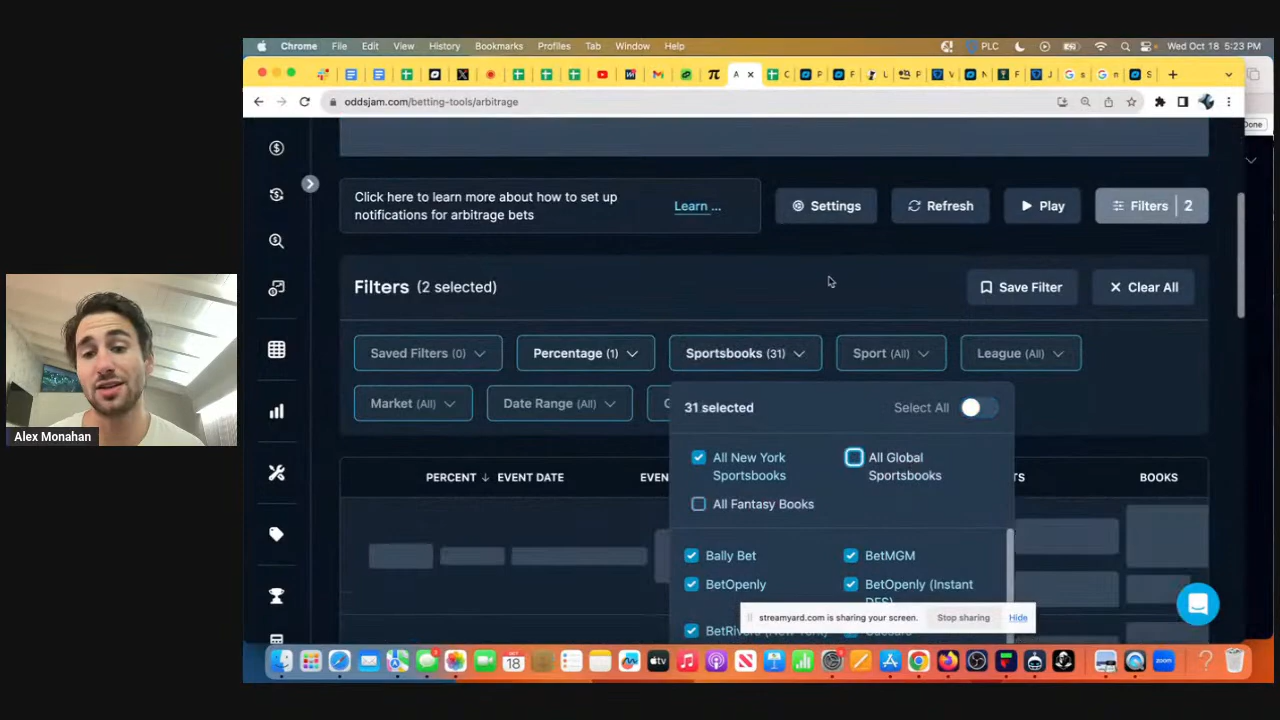 Chrome File Edit View History Bookmarks Profiles Tab Window Help PLC Wed Oct 18 5:23 PM
oddsjam.com/betting-tools/arbitrage
Done
Click here to learn more about how to set up
notifications for arbitrage bets
Learn ...
Settings
Refresh
Play
Filters 2
Filters (2 selected)
Save Filter
Clear All
Saved Filters (0)
Percentage (1)
Sportsbooks (31)
Sport (All)
League (All)
Market (All)
Date Range (All)
31 selected
Select All
All New York
Sportsbooks
All Global
Sportsbooks
All Fantasy Books
PERCENT EVENT DATE BOOKS
Bally Bet
BetMGM
BetOpenly
BetOpenly (Instant
streamyard.com is sharing your screen. Stop sharing Hide
Alex Monahan
zoom